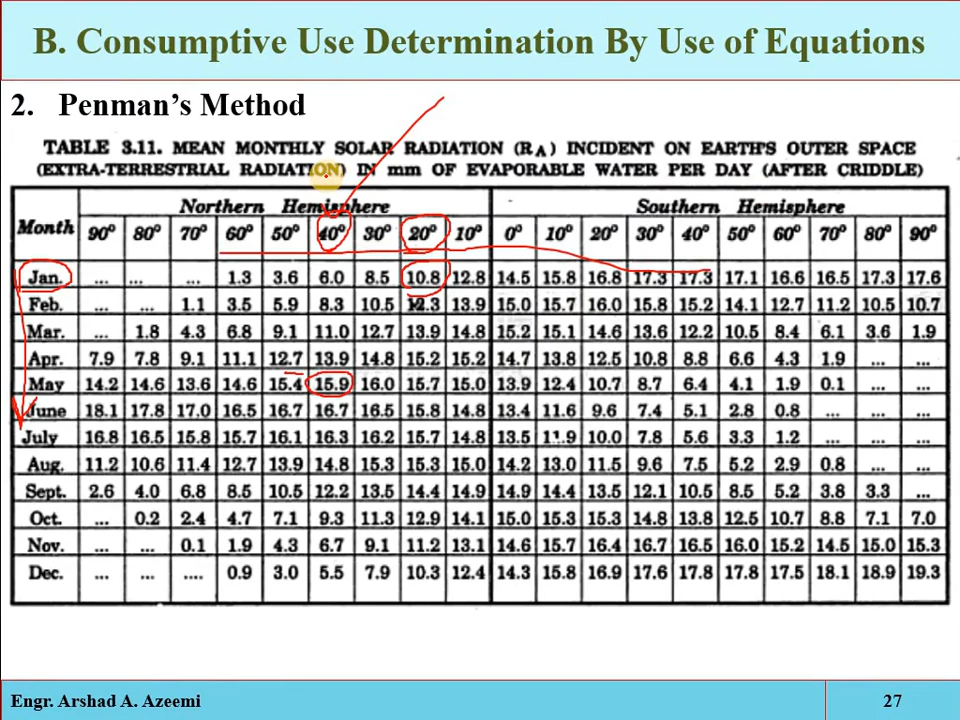 B. Consumptive Use Determination By Use of Equations
2. Penman's Method
TABLE 3.11. MEAN MONTHLY SOLAR RADIATION (RA) INCIDENT ON EARTH'S OUTER SPACE
(EXTRA-TERRESTRIAL RADIATION) IN mm OF EVAPORABLE WATER PER DAY (AFTER CRIDDLE)
Northern Hemisphere Southern Hemisphere
Month 90° 80° 70° 60° 50° 40° 30° 20° 10° 0° 10° 20° 30° 40° 50° 60° 70° 80° 90°
Jan. ... ... ... 1.3 3.6 6.0 8.5 10.8 12.8 14.5 15.8 16.8 17.3 17.3 17.1 16.6 16.5 17.3 17.6
Feb. ... ... 1.1 3.5 5.9 8.3 10.5 12.3 13.9 15.0 15.7 16.0 15.8 15.2 14.1 12.7 11.2 10.5 10.7
Mar. ... 1.8 4.3 6.8 9.1 11.0 12.7 13.9 14.8 15.2 15.1 14.6 13.6 12.2 10.5 8.4 6.1 3.6 1.9
Apr. 7.9 7.8 9.1 11.1 12.7 13.9 14.8 15.2 15.2 14.7 13.8 12.5 10.8 8.8 6.6 4.3 1.9 ... ...
May 14.2 14.6 13.6 14.6 15.4 15.9 16.0 15.7 15.0 13.9 12.4 10.7 8.7 6.4 4.1 1.9 0.1 ... ...
June 18.1 17.8 17.0 16.5 16.7 16.7 16.5 15.8 14.8 13.4 11.6 9.6 7.4 5.1 2.8 0.8 ... ... ...
July 16.8 16.5 15.8 15.7 16.1 16.3 16.2 15.7 14.8 13.5 11.9 10.0 7.8 5.6 3.3 1.2 ... ... ...
Aug. 11.2 10.6 11.4 12.7 13.9 14.8 15.3 15.3 15.0 14.2 13.0 11.5 9.6 7.5 5.2 2.9 0.8 ... ...
Sept. 2.6 4.0 6.8 8.5 10.5 12.2 13.5 14.4 14.9 14.9 14.4 13.5 12.1 10.5 8.5 5.2 3.8 3.3 ...
Oct. ... 0.2 2.4 4.7 7.1 9.3 11.3 12.9 14.1 15.0 15.3 15.3 14.8 13.8 12.5 10.7 8.8 7.1 7.0
Nov. ... ... 0.1 1.9 4.3 6.7 9.1 11.2 13.1 14.6 15.7 16.4 16.7 16.5 16.0 15.2 14.5 15.0 15.3
Dec. ... ... .... 0.9 3.0 5.5 7.9 10.3 12.4 14.3 15.8 16.9 17.6 17.8 17.8 17.5 18.1 18.9 19.3
Engr. Arshad A. Azeemi 27